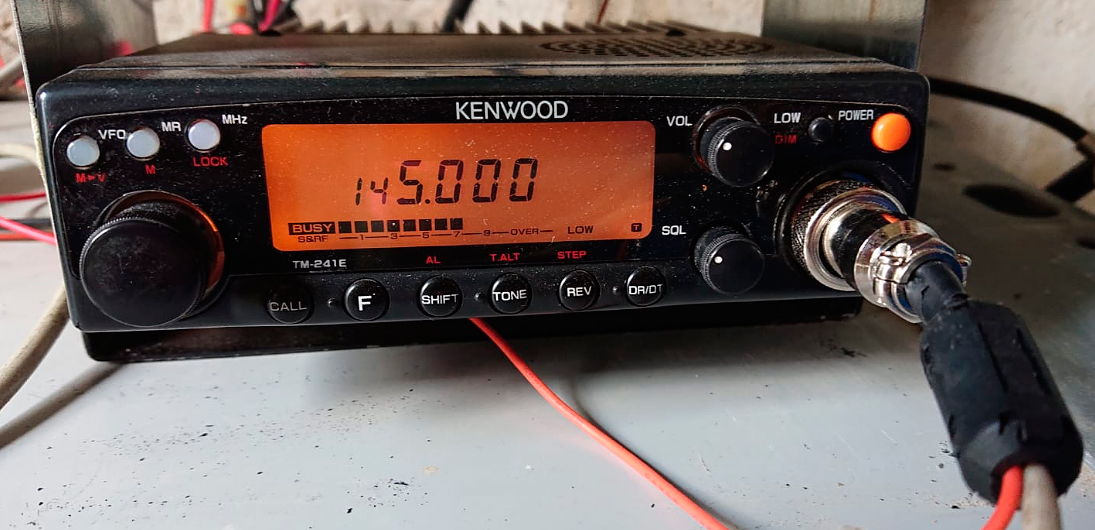 KENWOOD
VFO MR MHz
M►V M LOCK
145.000
BUSY
S&RF 1 3 5 7 9 OVER LOW T
VOL LOW POWER
DIM
SQL
TM-241E AL T.ALT STEP
CALL F SHIFT TONE REV DR/DT